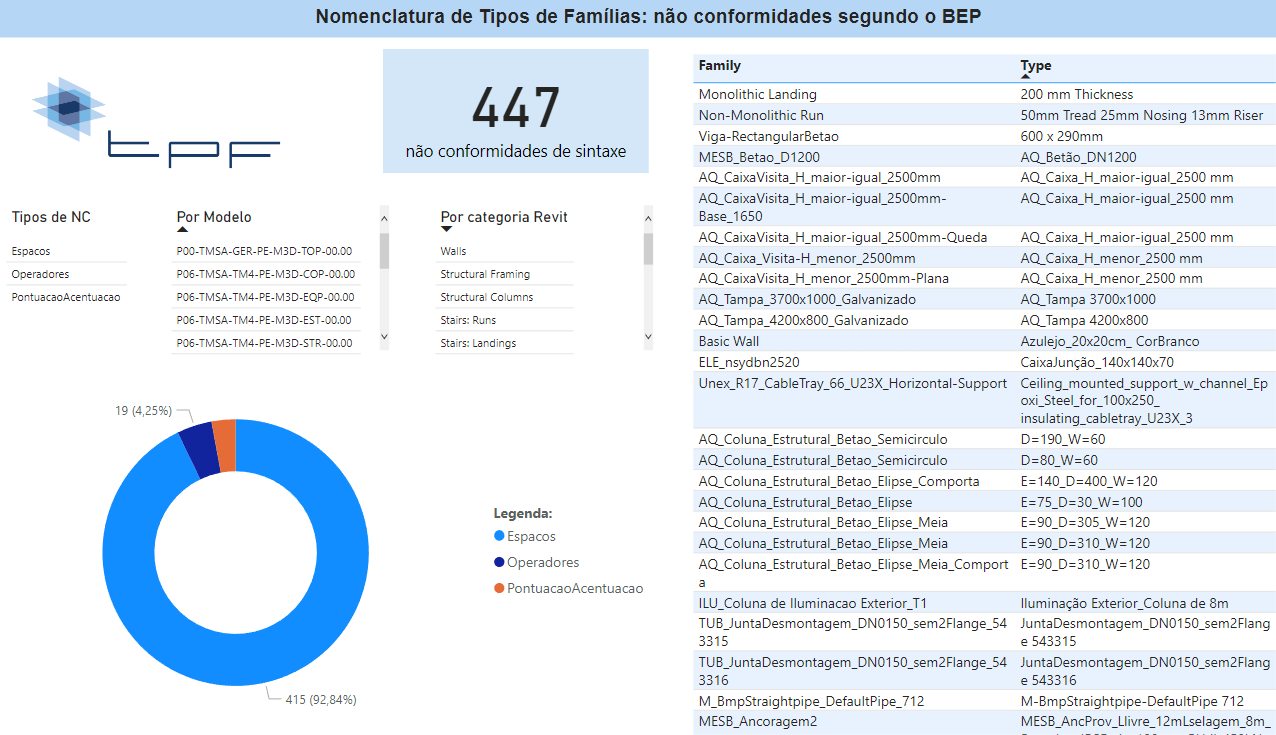 Nomenclatura de Tipos de Famílias: não conformidades segundo o BEP
tpf
447
não conformidades de sintaxe
Tipos de NC
Espacos
Operadores
PontuacaoAcentuacao
Por Modelo
P00-TMSA-GER-PE-M3D-TOP-00.00
P06-TMSA-TM4-PE-M3D-COP-00.00
P06-TMSA-TM4-PE-M3D-EQP-00.00
P06-TMSA-TM4-PE-M3D-EST-00.00
P06-TMSA-TM4-PE-M3D-STR-00.00
Por categoria Revit
Walls
Structural Framing
Structural Columns
Stairs: Runs
Stairs: Landings
19 (4,25%)
415 (92,84%)
Legenda:
Espacos
Operadores
PontuacaoAcentuacao
Family Type
Monolithic Landing 200 mm Thickness
Non-Monolithic Run 50mm Tread 25mm Nosing 13mm Riser
Viga-RectangularBetao 600 x 290mm
MESB_Betao_D1200 AQ_Betão_DN1200
AQ_CaixaVisita_H_maior-igual_2500mm AQ_Caixa_H_maior-igual_2500 mm
AQ_CaixaVisita_H_maior-igual_2500mm- AQ_Caixa_H_maior-igual_2500 mm
Base_1650
AQ_CaixaVisita_H_maior-igual_2500mm-Queda AQ_Caixa_H_maior-igual_2500 mm
AQ_Caixa_Visita-H_menor_2500mm AQ_Caixa_H_menor_2500 mm
AQ_CaixaVisita_H_menor_2500mm-Plana AQ_Caixa_H_menor_2500 mm
AQ_Tampa_3700x1000_Galvanizado AQ_Tampa 3700x1000
AQ_Tampa_4200x800_Galvanizado AQ_Tampa 4200x800
Basic Wall Azulejo_20x20cm_ CorBranco
ELE_nsydbn2520 CaixaJunção_140x140x70
Unex_R17_CableTray_66_U23X_Horizontal-Support Ceiling_mounted_support_w_channel_Ep
oxi_Steel_for_100x250_
insulating_cabletray_U23X_3
AQ_Coluna_Estrutural_Betao_Semicirculo D=190_W=60
AQ_Coluna_Estrutural_Betao_Semicirculo D=80_W=60
AQ_Coluna_Estrutural_Betao_Elipse_Comporta E=140_D=400_W=120
AQ_Coluna_Estrutural_Betao_Elipse E=75_D=30_W=100
AQ_Coluna_Estrutural_Betao_Elipse_Meia E=90_D=305_W=120
AQ_Coluna_Estrutural_Betao_Elipse_Meia E=90_D=310_W=120
AQ_Coluna_Estrutural_Betao_Elipse_Meia_Comport E=90_D=310_W=120
a
ILU_Coluna de Iluminacao Exterior_T1 Iluminação Exterior_Coluna de 8m
TUB_JuntaDesmontagem_DN0150_sem2Flange_54 JuntaDesmontagem_DN0150_sem2Flang
3315 e 543315
TUB_JuntaDesmontagem_DN0150_sem2Flange_54 JuntaDesmontagem_DN0150_sem2Flang
3316 e 543316
M_BmpStraightpipe_DefaultPipe_712 M-BmpStraightpipe-DefaultPipe 712
MESB_Ancoragem2 MESB_AncProv_Llivre_12mLselagem_8m_